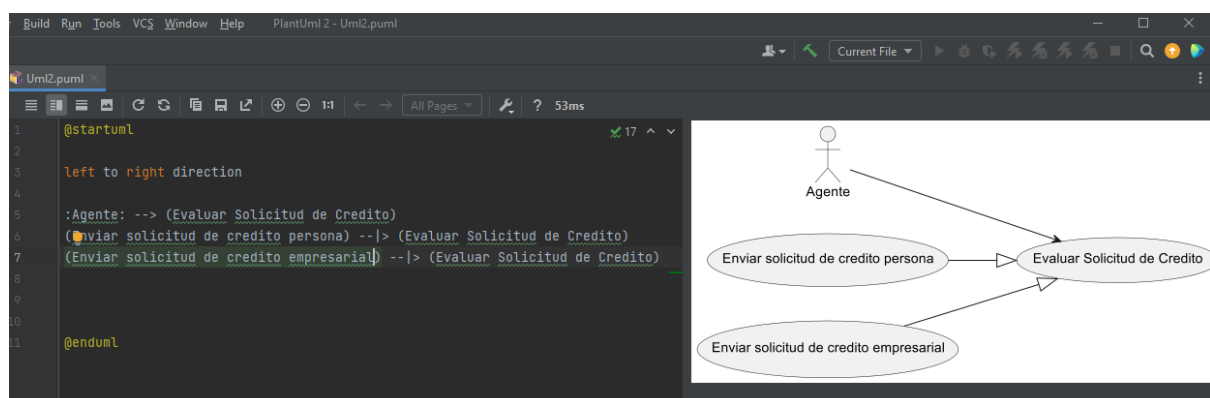 Build Run Tools VCS Window Help PlantUml 2 - Uml2.puml
Current File
Uml2.puml
1:1 All Pages ? 53ms
1 @startuml 17
2
3 left to right direction
4
5 :Agente: --> (Evaluar Solicitud de Credito)
6 (Enviar solicitud de credito persona) --|> (Evaluar Solicitud de Credito)
7 (Enviar solicitud de credito empresarial) --|> (Evaluar Solicitud de Credito)
8
9
10
11 @enduml
Agente
Enviar solicitud de credito persona
Evaluar Solicitud de Credito
Enviar solicitud de credito empresarial